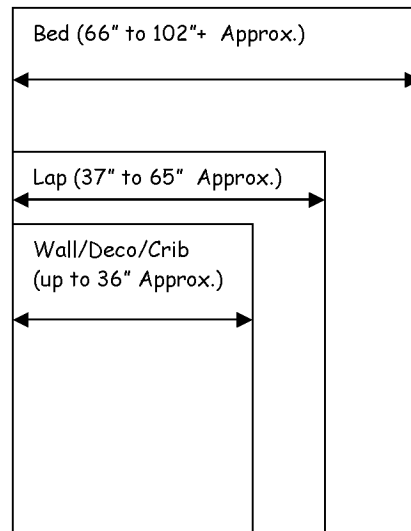 Bed (66” to 102”+ Approx.)
Lap (37” to 65” Approx.)
Wall/Deco/Crib
(up to 36” Approx.)